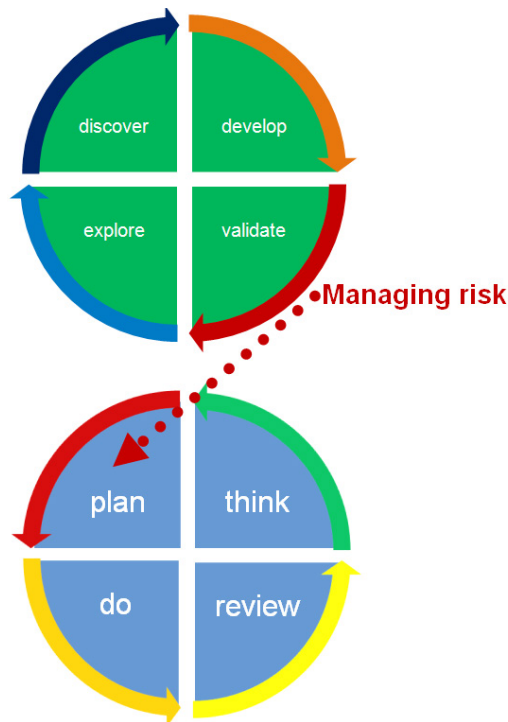 discover
develop
explore
validate
Managing risk
plan
think
do
review